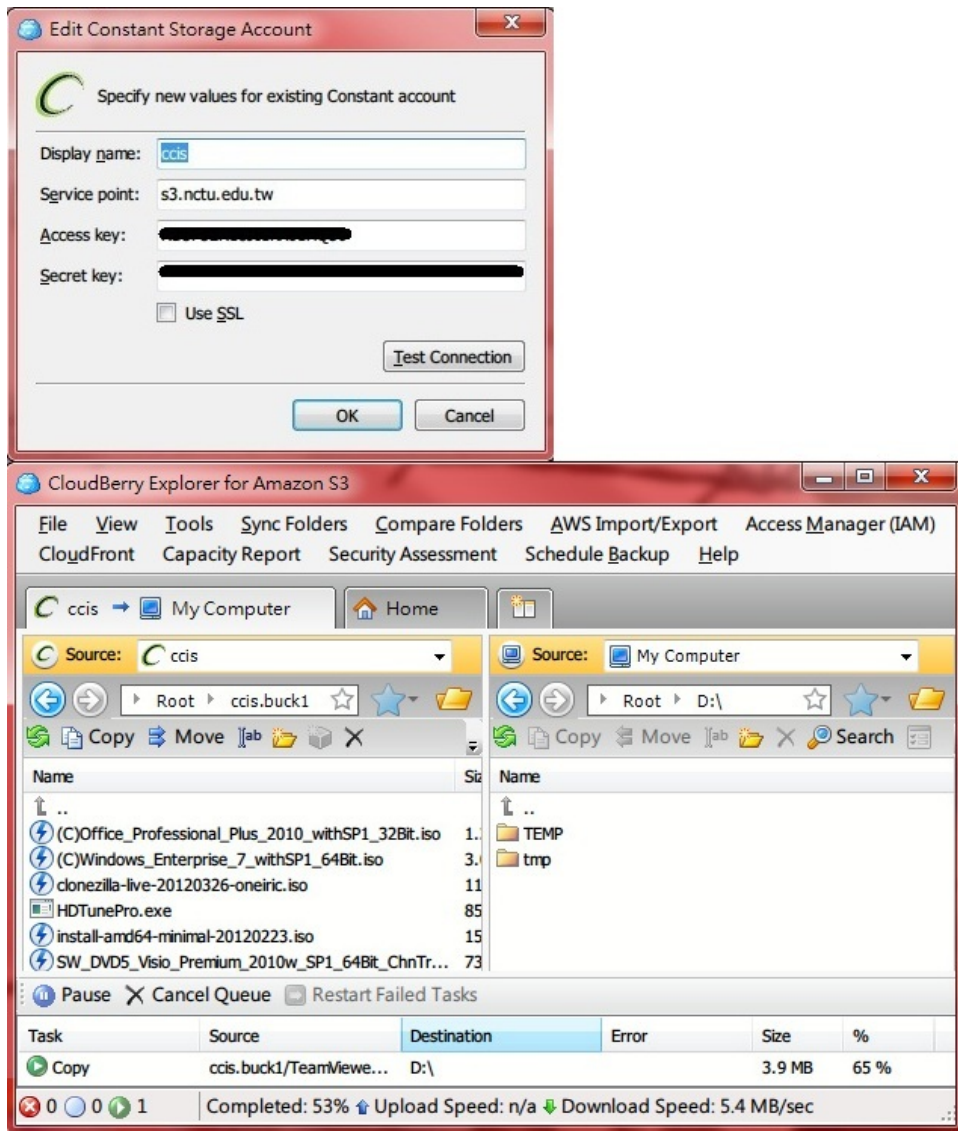 Edit Constant Storage Account
Specify new values for existing Constant account
Display name: ccis
Service point: s3.nctu.edu.tw
Access key:
Secret key:
Use SSL
Test Connection
OK Cancel
CloudBerry Explorer for Amazon S3
File View Tools Sync Folders Compare Folders AWS Import/Export Access Manager (IAM)
CloudFront Capacity Report Security Assessment Schedule Backup Help
ccis My Computer Home
Source: ccis Source: My Computer
Root ccis.buck1 Root D:\
Copy Move Copy Move Search
Name Name
.. ..
(C)Office_Professional_Plus_2010_withSP1_32Bit.iso 1. TEMP
(C)Windows_Enterprise_7_withSP1_64Bit.iso 3. tmp
clonezilla-live-20120326-oneiric.iso 11
HDTunePro.exe 85
install-amd64-minimal-20120223.iso 15
SW_DVD5_Visio_Premium_2010w_SP1_64Bit_ChnTr... 73
Pause Cancel Queue Restart Failed Tasks
Task Source Destination Error Size %
Copy ccis.buck1/TeamViewe... D:\ 3.9 MB 65 %
0 0 1 Completed: 53% Upload Speed: n/a Download Speed: 5.4 MB/sec